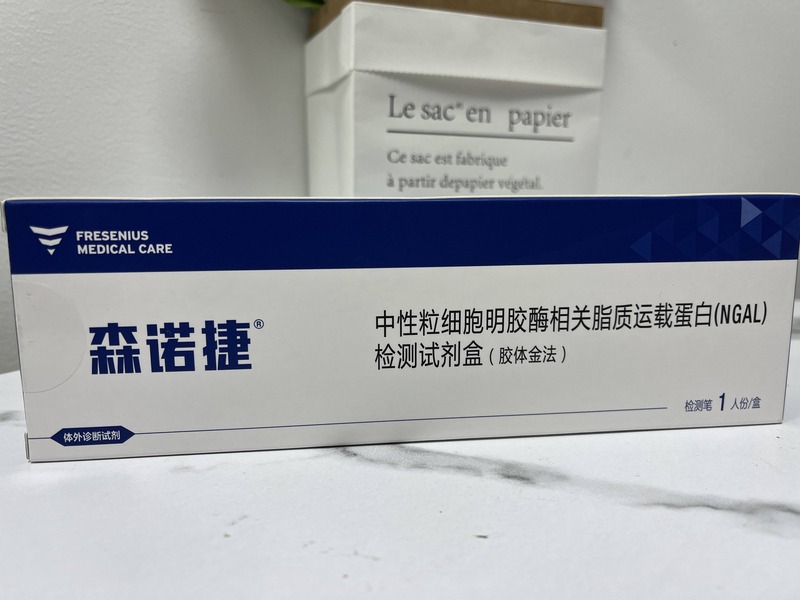 Le sac* en papier
Ce sac est fabrique
à partir depapier végétal.
FRESENIUS
MEDICAL CARE
森诺捷®
中性粒细胞明胶酶相关脂质运载蛋白(NGAL)
检测试剂盒(胶体金法)
检测笔 1 人份/盒
体外诊断试剂